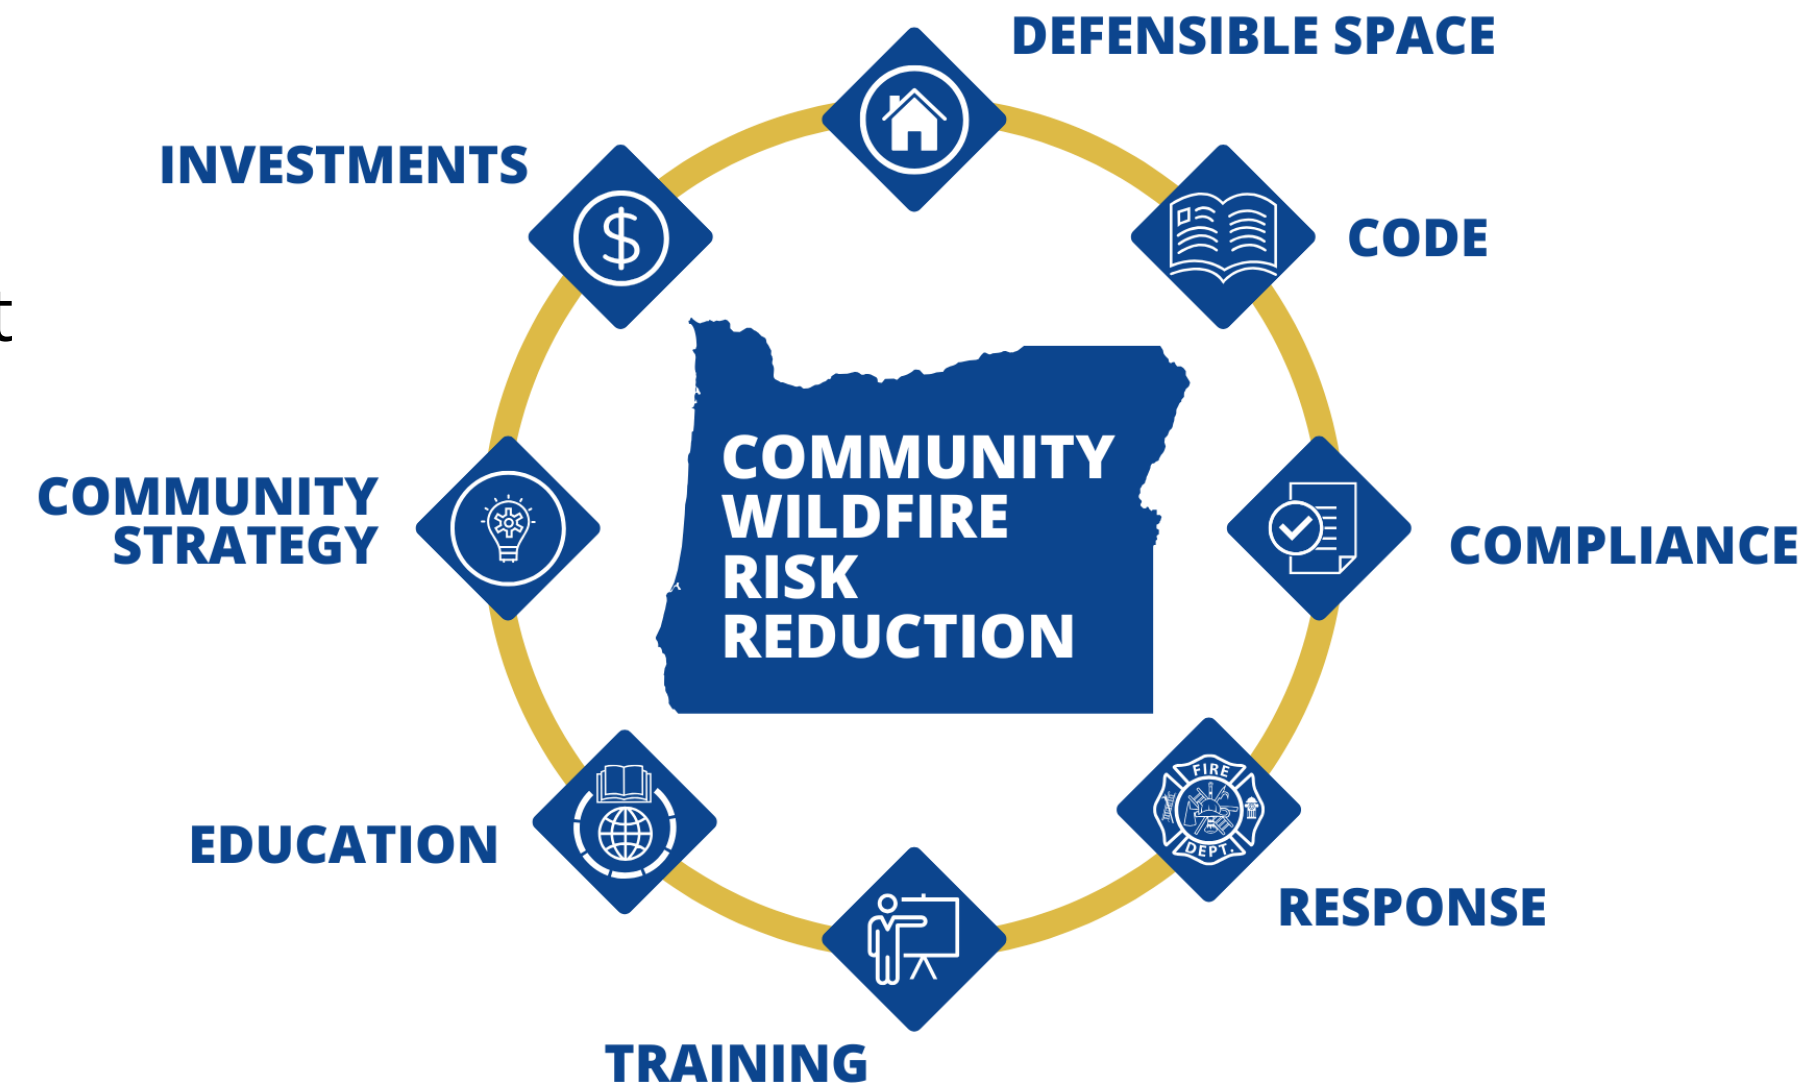 DEFENSIBLE SPACE
INVESTMENTS
CODE
t
COMMUNITY
WILDFIRE
RISK
REDUCTION
COMMUNITY
STRATEGY
COMPLIANCE
EDUCATION
FIRE
DEPT.
RESPONSE
TRAINING
$